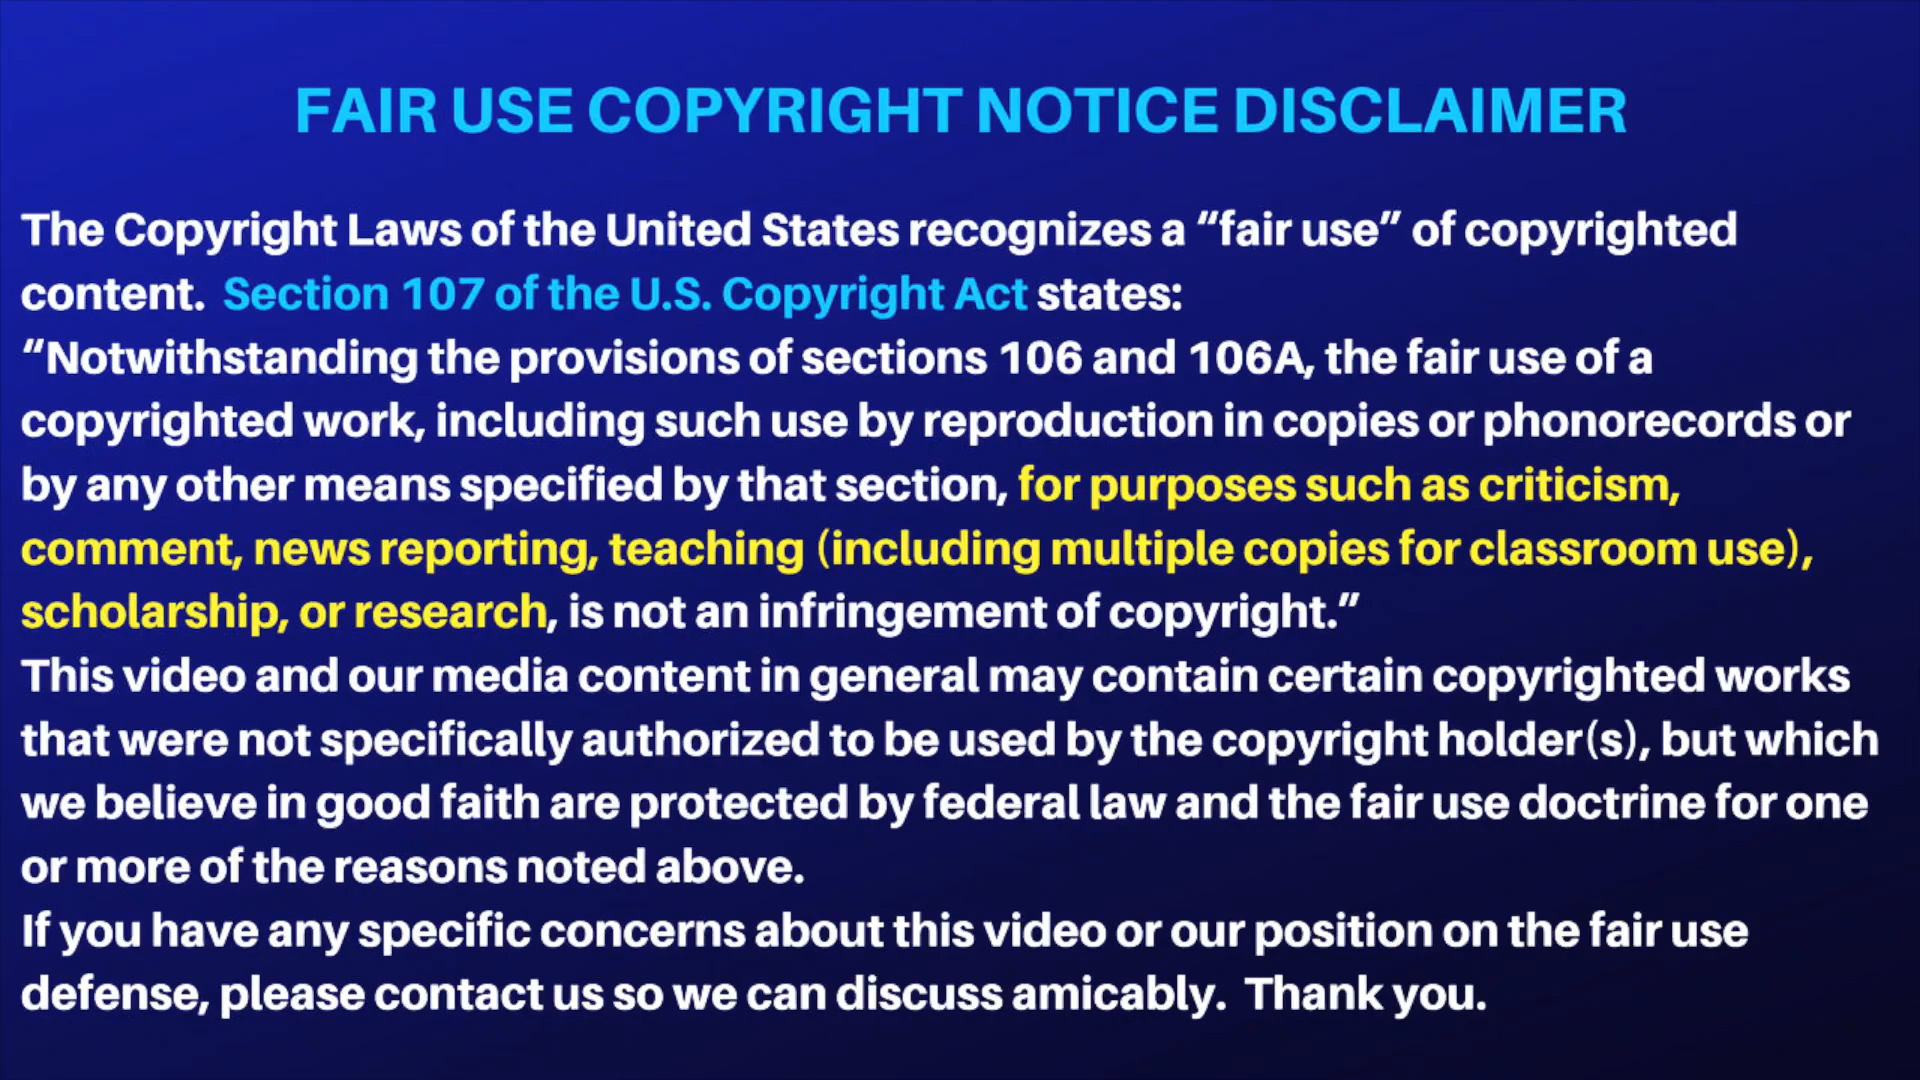 FAIR USE COPYRIGHT NOTICE DISCLAIMER
The Copyright Laws of the United States recognizes a “fair use” of copyrighted
content.  Section 107 of the U.S. Copyright Act states:
“Notwithstanding the provisions of sections 106 and 106A, the fair use of a
copyrighted work, including such use by reproduction in copies or phonorecords or
by any other means specified by that section, for purposes such as criticism,
comment, news reporting, teaching (including multiple copies for classroom use),
scholarship, or research, is not an infringement of copyright.”
This video and our media content in general may contain certain copyrighted works
that were not specifically authorized to be used by the copyright holder(s), but which
we believe in good faith are protected by federal law and the fair use doctrine for one
or more of the reasons noted above.
If you have any specific concerns about this video or our position on the fair use
defense, please contact us so we can discuss amicably.  Thank you.